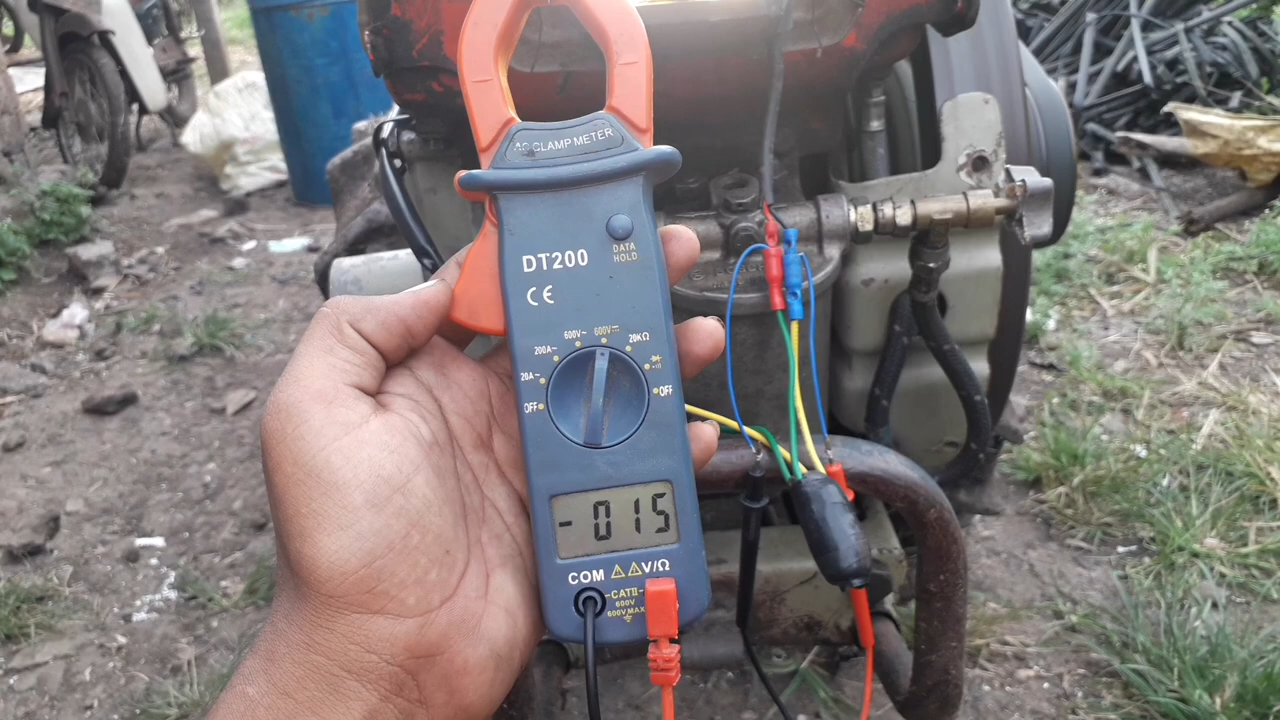 AC CLAMP METER
DATA
HOLD
DT200
CE
600V~ 600V⎓
200A~ 20KΩ
20A~
OFF OFF
- 015
COM ⚠⚠V/Ω
CATII
600V
600V MAX